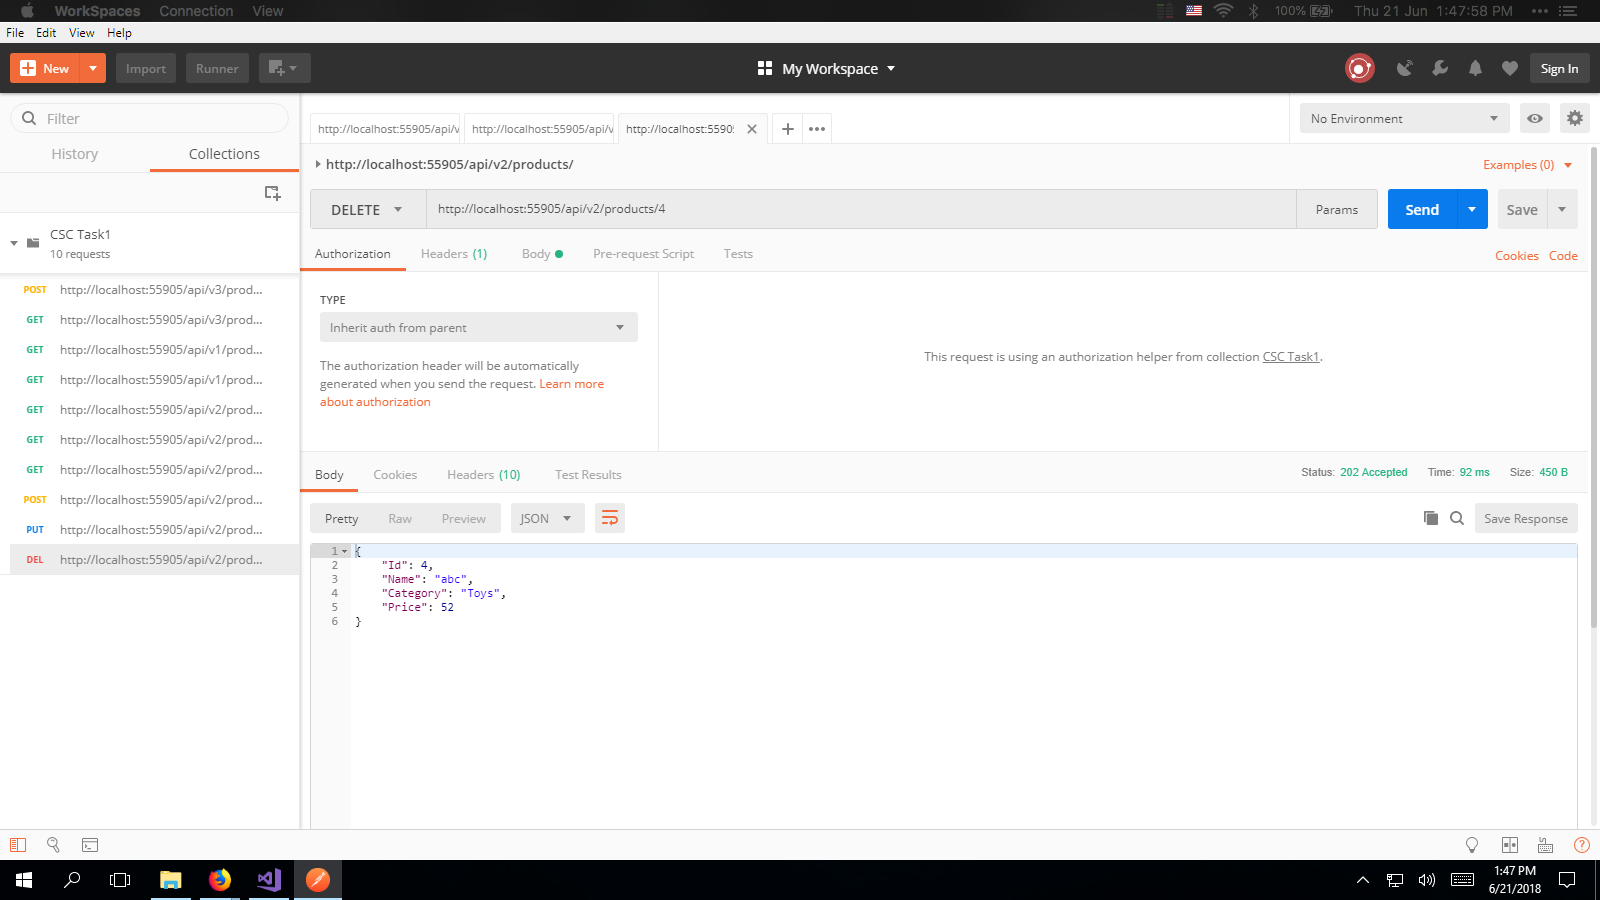 WorkSpaces Connection View 100% Thu 21 Jun 1:47:58 PM
File Edit View Help
New Import Runner My Workspace Sign In
Filter
History Collections
CSC Task1
10 requests
POST http://localhost:55905/api/v3/prod...
GET http://localhost:55905/api/v3/prod...
GET http://localhost:55905/api/v1/prod...
GET http://localhost:55905/api/v1/prod...
GET http://localhost:55905/api/v2/prod...
GET http://localhost:55905/api/v2/prod...
GET http://localhost:55905/api/v2/prod...
POST http://localhost:55905/api/v2/prod...
PUT http://localhost:55905/api/v2/prod...
DEL http://localhost:55905/api/v2/prod...
http://localhost:55905/api/v http://localhost:55905/api/v http://localhost:5590 No Environment
http://localhost:55905/api/v2/products/ Examples (0)
DELETE http://localhost:55905/api/v2/products/4 Params Send Save
Authorization Headers (1) Body Pre-request Script Tests Cookies Code
TYPE
Inherit auth from parent
The authorization header will be automatically
generated when you send the request. Learn more
about authorization
This request is using an authorization helper from collection CSC Task1.
Body Cookies Headers (10) Test Results Status: 202 Accepted Time: 92 ms Size: 450 B
Pretty Raw Preview JSON Save Response
1 {
2 "Id": 4,
3 "Name": "abc",
4 "Category": "Toys",
5 "Price": 52
6 }
1:47 PM
6/21/2018